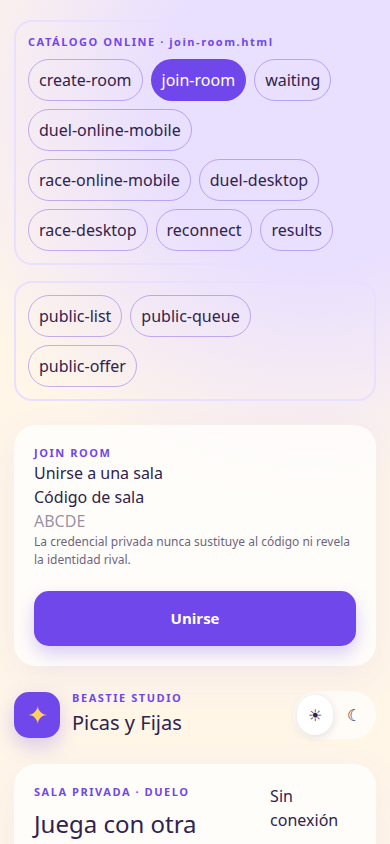 CATÁLOGO ONLINE · join-room.html
create-room join-room waiting
duel-online-mobile
race-online-mobile duel-desktop
race-desktop reconnect results
public-list public-queue
public-offer
JOIN ROOM
Unirse a una sala
Código de sala
ABCDE
La credencial privada nunca sustituye al código ni revela
la identidad rival.
Unirse
BEASTIE STUDIO
Picas y Fijas
SALA PRIVADA · DUELO
Juega con otra
Sin
conexión